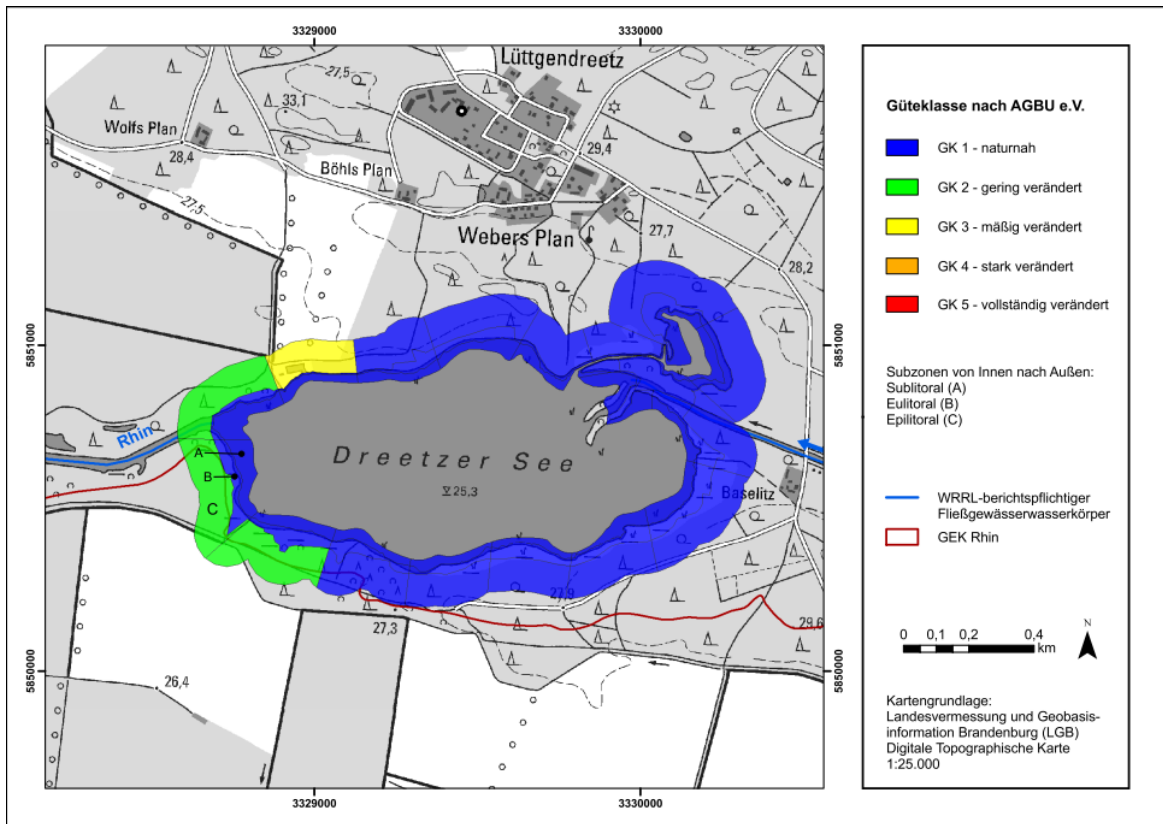 3329000
3330000
Lüttgendreetz
27,5
33,1
Wolfs Plan
28,4
29,4
Böhls Plan
27,5
Webers Plan
27,7
28,2
5851000
5851000
Rhin
A
B
C
Dreetzer See
25,3
Baselitz
27,9
27,3
29,6
26,4
5850000
5850000
3329000
3330000
Güteklasse nach AGBU e.V.
GK 1 - naturnah
GK 2 - gering verändert
GK 3 - mäßig verändert
GK 4 - stark verändert
GK 5 - vollständig verändert
Subzonen von Innen nach Außen:
Sublitoral (A)
Eulitoral (B)
Epilitoral (C)
WRRL-berichtspflichtiger
Fließgewässerwasserkörper
GEK Rhin
0 0,1 0,2 0,4
km
N
Kartengrundlage:
Landesvermessung und Geobasis-
information Brandenburg (LGB)
Digitale Topographische Karte
1:25.000